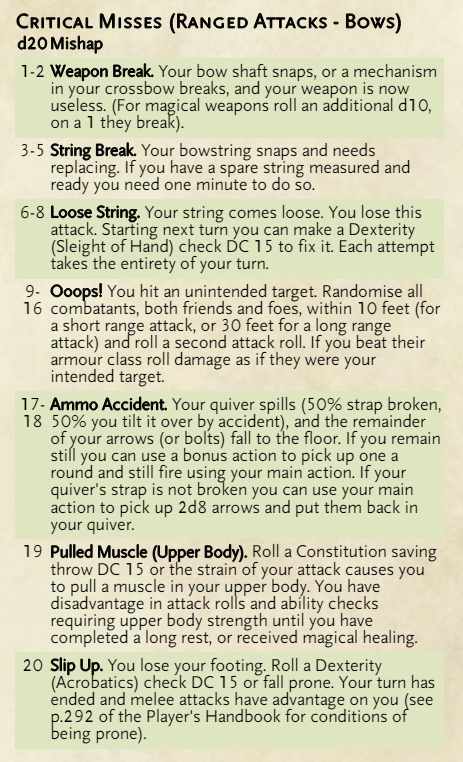 Critical Misses (Ranged Attacks - Bows)
d20 Mishap
1-2 Weapon Break. Your bow shaft snaps, or a mechanism
in your crossbow breaks, and your weapon is now
useless. (For magical weapons roll an additional d10,
on a 1 they break).
3-5 String Break. Your bowstring snaps and needs
replacing. If you have a spare string measured and
ready you need one minute to do so.
6-8 Loose String. Your string comes loose. You lose this
attack. Starting next turn you can make a Dexterity
(Sleight of Hand) check DC 15 to fix it. Each attempt
takes the entirety of your turn.
9- Ooops! You hit an unintended target. Randomise all
16 combatants, both friends and foes, within 10 feet (for
a short range attack, or 30 feet for a long range
attack) and roll a second attack roll. If you beat their
armour class roll damage as if they were your
intended target.
17- Ammo Accident. Your quiver spills (50% strap broken,
18 50% you tilt it over by accident), and the remainder
of your arrows (or bolts) fall to the floor. If you remain
still you can use a bonus action to pick up one a
round and still fire using your main action. If your
quiver's strap is not broken you can use your main
action to pick up 2d8 arrows and put them back in
your quiver.
19 Pulled Muscle (Upper Body). Roll a Constitution saving
throw DC 15 or the strain of your attack causes you
to pull a muscle in your upper body. You have
disadvantage in attack rolls and ability checks
requiring upper body strength until you have
completed a long rest, or received magical healing.
20 Slip Up. You lose your footing. Roll a Dexterity
(Acrobatics) check DC 15 or fall prone. Your turn has
ended and melee attacks have advantage on you (see
p.292 of the Player's Handbook for conditions of
being prone).